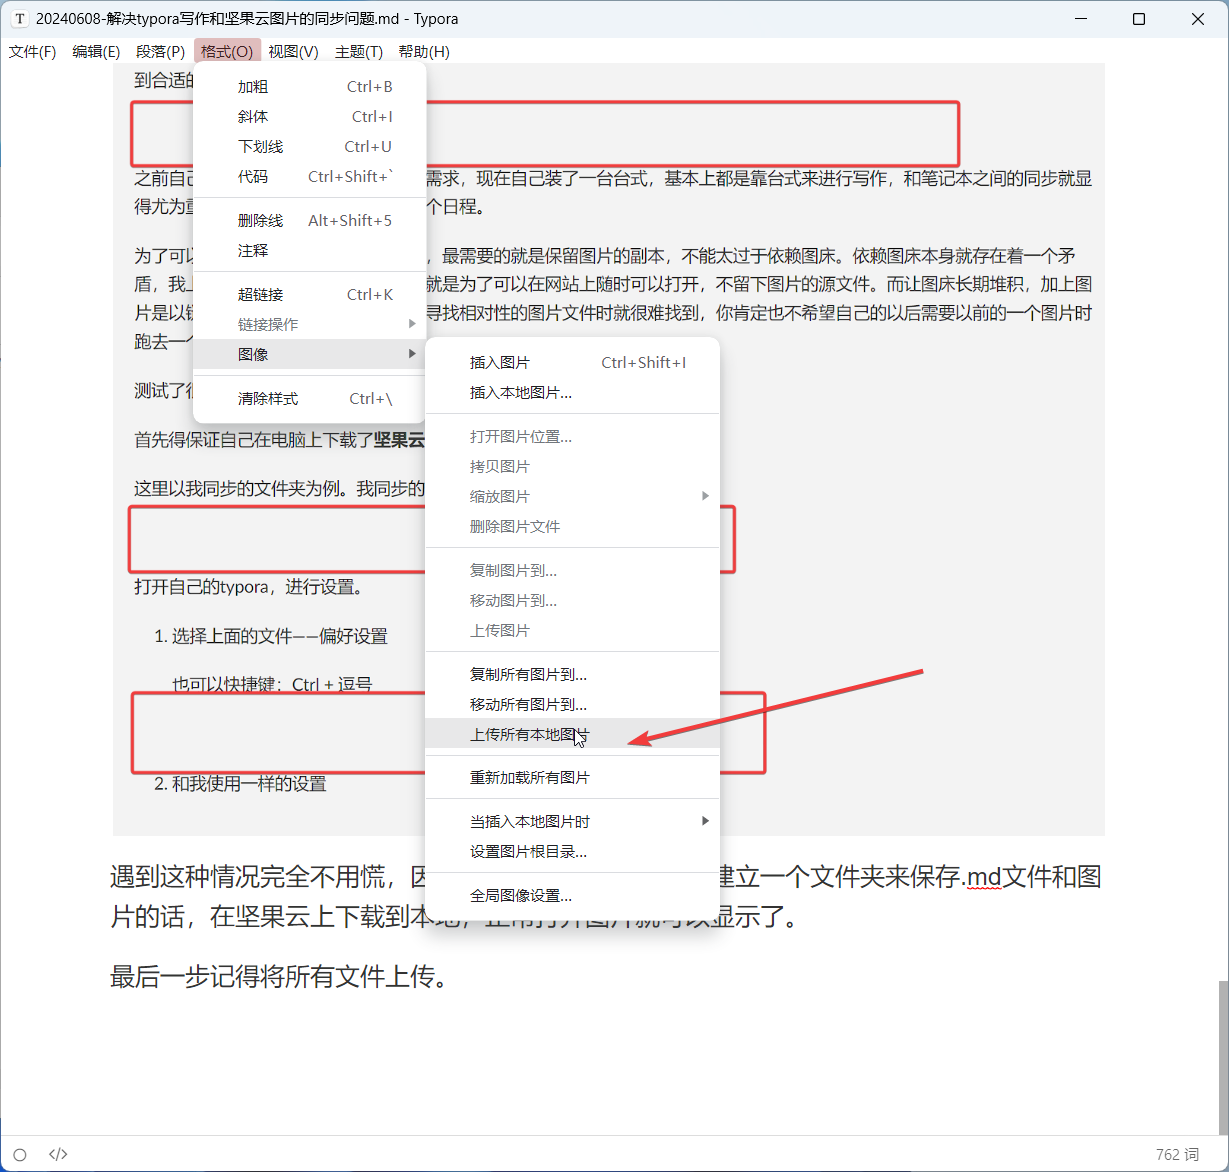 20240608-解决typora写作和坚果云图片的同步问题.md - Typora
文件(F) 编辑(E) 段落(P) 格式(O) 视图(V) 主题(T) 帮助(H)
到合适的
加粗 Ctrl+B
斜体 Ctrl+I
下划线 Ctrl+U
代码 Ctrl+Shift+`
删除线 Alt+Shift+5
注释
超链接 Ctrl+K
链接操作
图像
清除样式 Ctrl+\
之前自己 需求，现在自己装了一台台式，基本上都是靠台式来进行写作，和笔记本之间的同步就显
得尤为重 个日程。
为了可以 ，最需要的就是保留图片的副本，不能太过于依赖图床。依赖图床本身就存在着一个矛
盾，我上 就是为了可以在网站上随时可以打开，不留下图片的源文件。而让图床长期堆积，加上图
片是以链 寻找相对性的图片文件时就很难找到，你肯定也不希望自己的以后需要以前的一个图片时
跑去一个
测试了很
首先得保证自己在电脑上下载了坚果云
这里以我同步的文件夹为例。我同步的
打开自己的typora，进行设置。
1. 选择上面的文件——偏好设置
也可以快捷键：Ctrl + 逗号
2. 和我使用一样的设置
插入图片 Ctrl+Shift+I
插入本地图片...
打开图片位置...
拷贝图片
缩放图片
删除图片文件
复制图片到...
移动图片到...
上传图片
复制所有图片到...
移动所有图片到...
上传所有本地图片
重新加载所有图片
当插入本地图片时
设置图片根目录...
全局图像设置...
遇到这种情况完全不用慌，因 建立一个文件夹来保存.md文件和图
片的话，在坚果云上下载到本地，正常打开图片就可以显示了。
最后一步记得将所有文件上传。
762 词